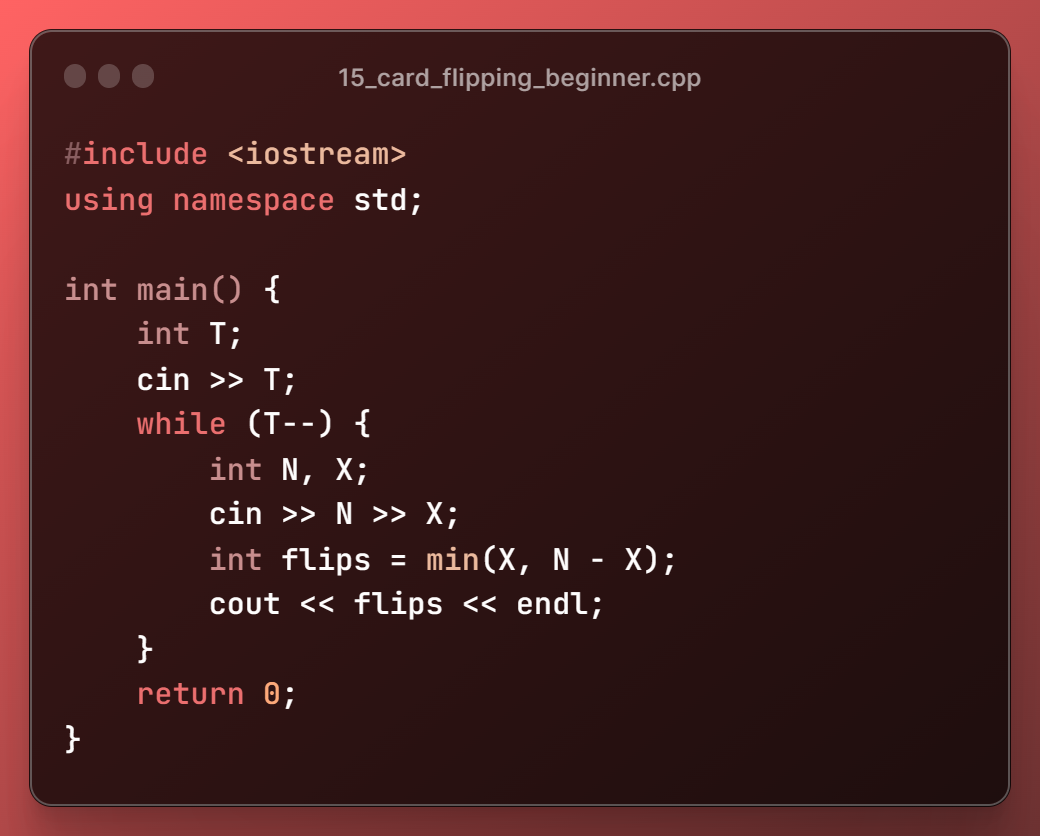 15_card_flipping_beginner.cpp
#include <iostream>
using namespace std;

int main() {
    int T;
    cin >> T;
    while (T--) {
        int N, X;
        cin >> N >> X;
        int flips = min(X, N - X);
        cout << flips << endl;
    }
    return 0;
}